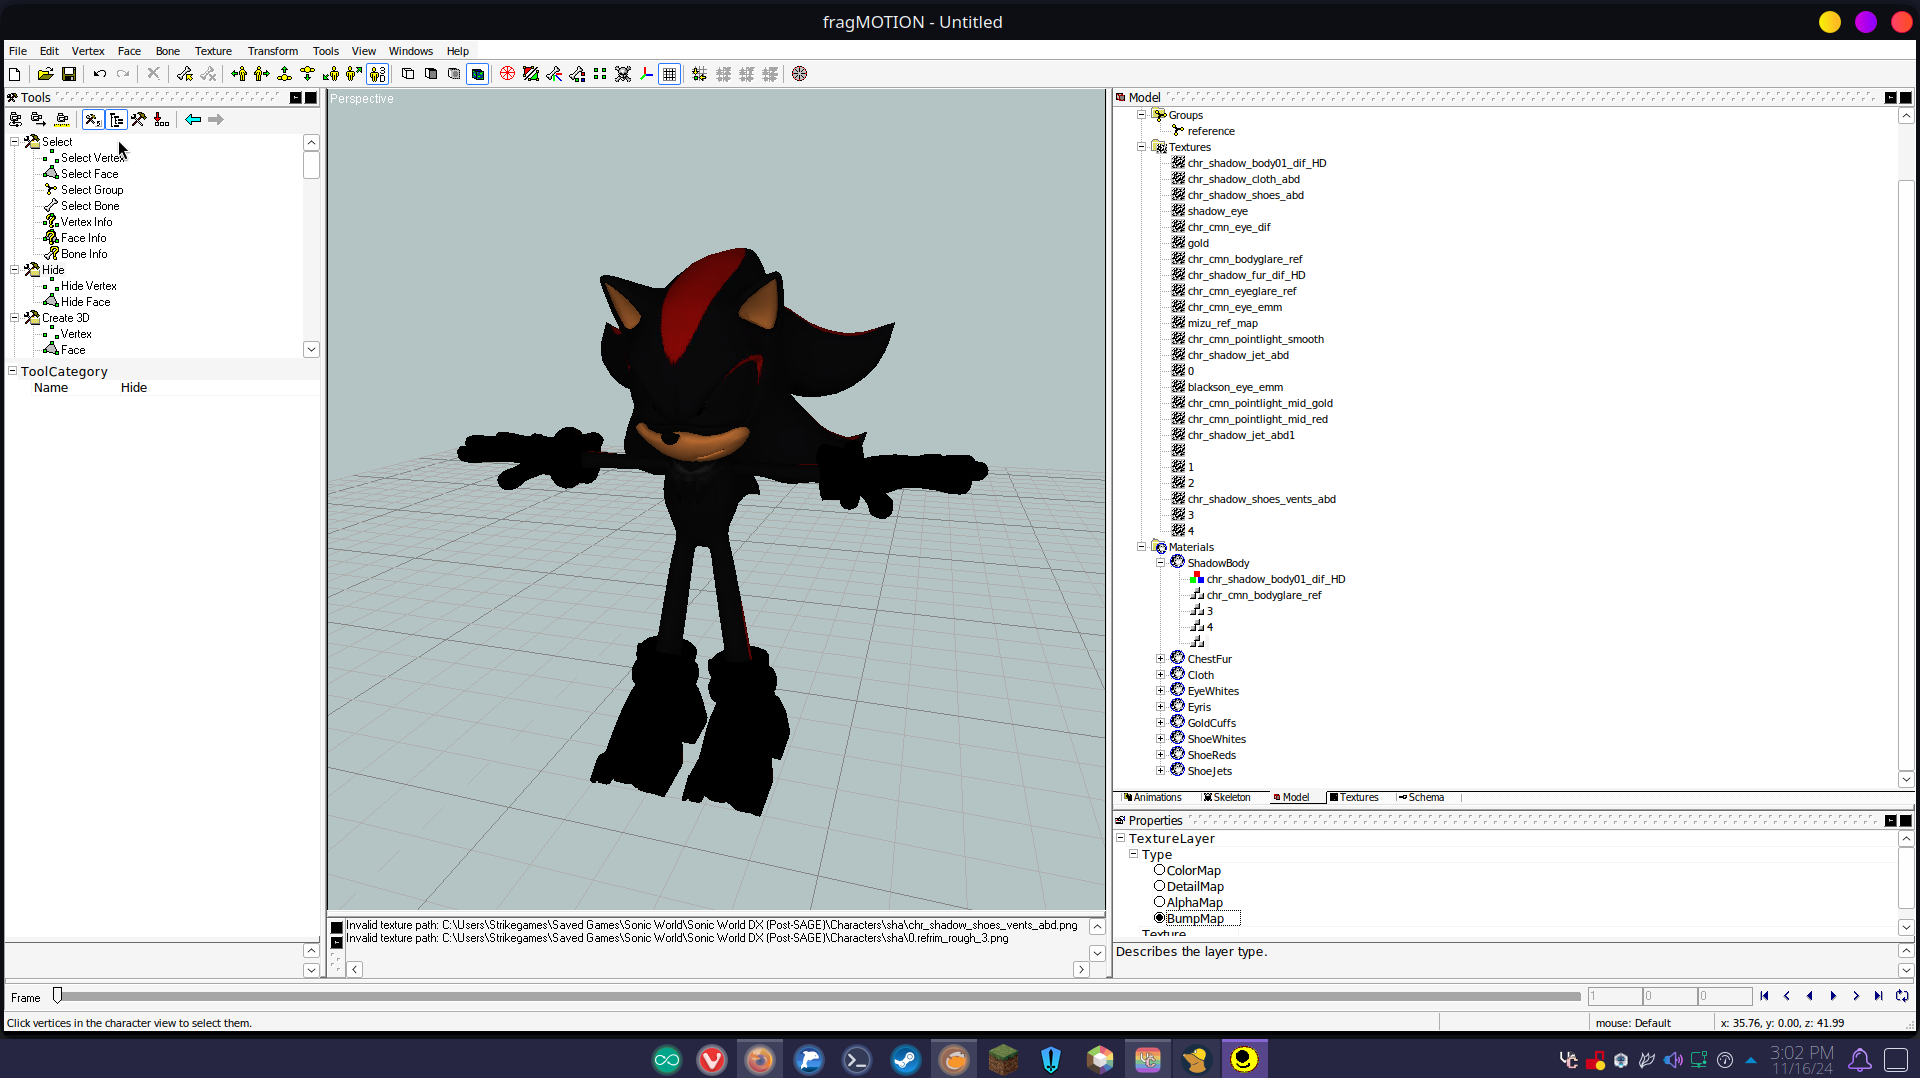 fragMOTION - Untitled
File Edit Vertex Face Bone Texture Transform Tools View Windows Help
Tools
Select
Select Vertex
Select Face
Select Group
Select Bone
Vertex Info
Face Info
Bone Info
Hide
Hide Vertex
Hide Face
Create 3D
Vertex
Face
ToolCategory
Name Hide
Perspective
Invalid texture path: C:\Users\Strikegames\Saved Games\Sonic World\Sonic World DX (Post-SAGE)\Characters\sha\chr_shadow_shoes_vents_abd.png
Invalid texture path: C:\Users\Strikegames\Saved Games\Sonic World\Sonic World DX (Post-SAGE)\Characters\sha\0.refrim_rough_3.png
Model
Groups
reference
Textures
chr_shadow_body01_dif_HD
chr_shadow_cloth_abd
chr_shadow_shoes_abd
shadow_eye
chr_cmn_eye_dif
gold
chr_cmn_bodyglare_ref
chr_shadow_fur_dif_HD
chr_cmn_eyeglare_ref
chr_cmn_eye_emm
mizu_ref_map
chr_cmn_pointlight_smooth
chr_shadow_jet_abd
0
blackson_eye_emm
chr_cmn_pointlight_mid_gold
chr_cmn_pointlight_mid_red
chr_shadow_jet_abd1
1
2
chr_shadow_shoes_vents_abd
3
4
Materials
ShadowBody
chr_shadow_body01_dif_HD
chr_cmn_bodyglare_ref
3
4
ChestFur
Cloth
EyeWhites
Eyris
GoldCuffs
ShoeWhites
ShoeReds
ShoeJets
Animations Skeleton Model Textures Schema
Properties
TextureLayer
Type
ColorMap
DetailMap
AlphaMap
BumpMap
Texture
Describes the layer type.
Frame
1 0 0
Click vertices in the character view to select them.
mouse: Default
x: 35.76, y: 0.00, z: 41.99
3:02 PM
11/16/24